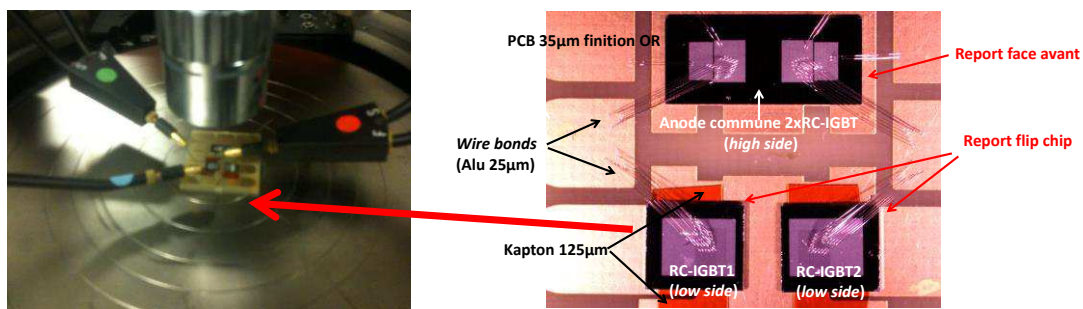 PCB 35µm finition OR
Report face avant
Anode commune 2xRC-IGBT
(high side)
Wire bonds
(Alu 25µm)
Report flip chip
Kapton 125µm
RC-IGBT1
(low side)
RC-IGBT2
(low side)